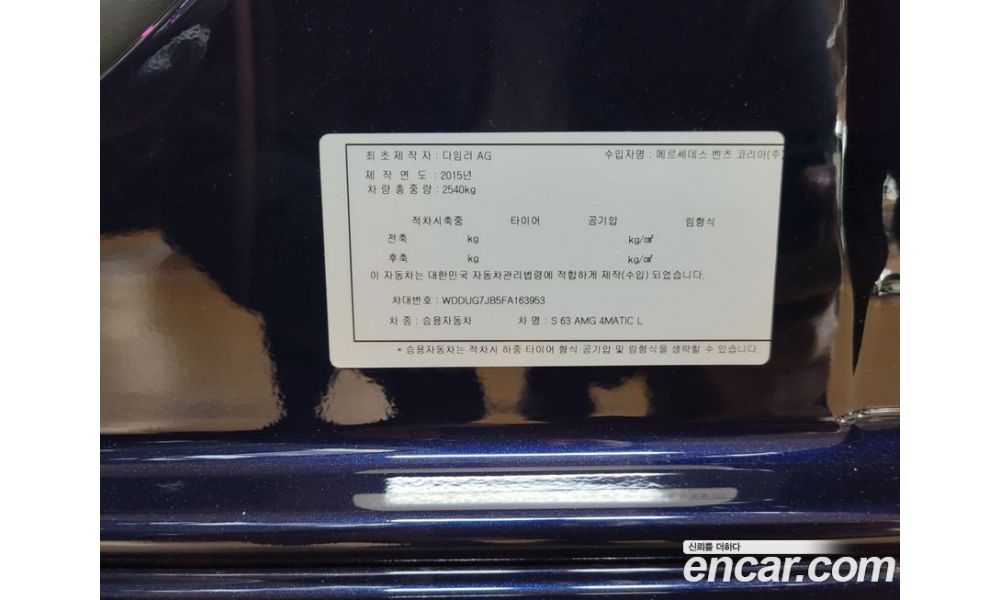 최초제작자 : 다임러 AG 수입자명 : 메르세데스 벤츠 코리아(주)
제작연도 : 2015년
차량총중량 : 2540kg
적차시축중 타이어 공기압 림형식
전축 kg kg/㎠
후축 kg kg/㎠
이 자동차는 대한민국 자동차관리법령에 적합하게 제작(수입) 되었습니다.
차대번호 : WDDUG7JB5FA163953
차종 : 승용자동차 차명 : S 63 AMG 4MATIC L
* 승용자동차는 적차시 하중·타이어 형식·공기압 및 림형식을 생략할 수 있습니다.
신뢰를 더하다
encar.com